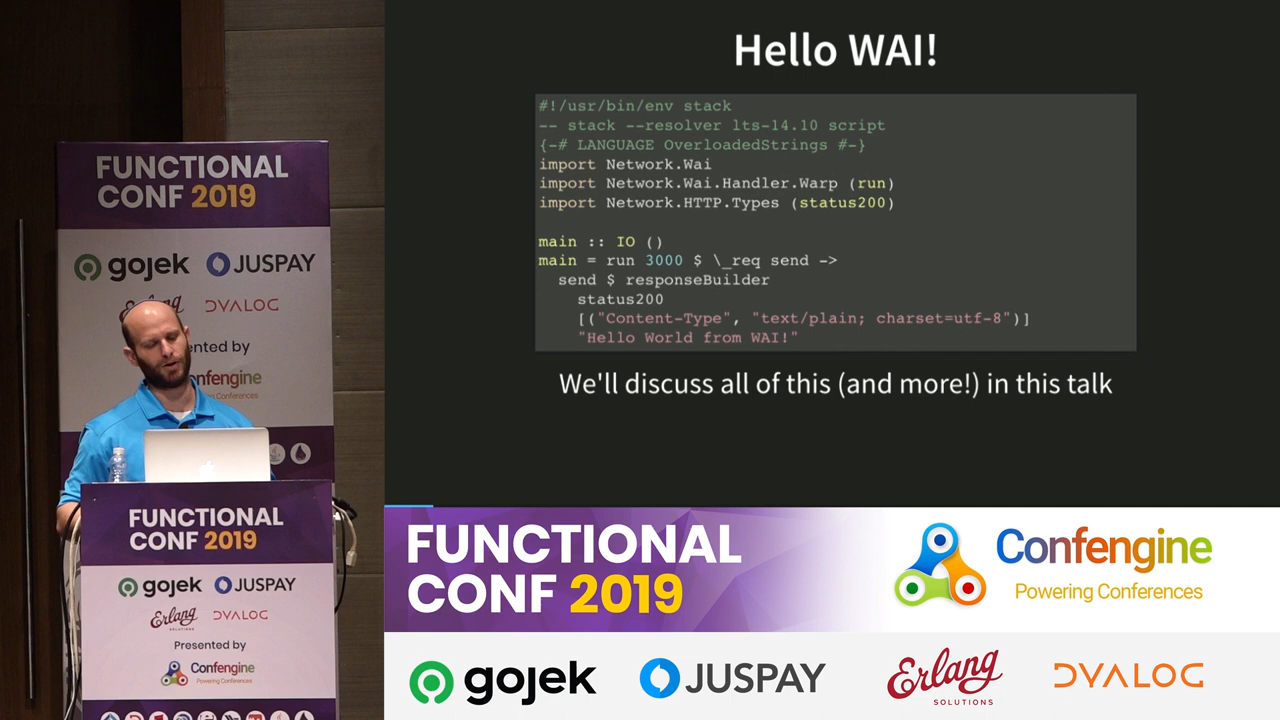 FUNCTIONAL
CONF 2019
gojek
JUSPAY
DYALOG
Hello WAI!
#!/usr/bin/env stack
-- stack --resolver lts-14.10 script
{-# LANGUAGE OverloadedStrings #-}
import Network.Wai
import Network.Wai.Handler.Warp (run)
import Network.HTTP.Types (status200)
main :: IO ()
main = run 3000 $ \_req send ->
send $ responseBuilder
status200
[("Content-Type", "text/plain; charset=utf-8")]
"Hello World from WAI!"
We'll discuss all of this (and more!) in this talk
FUNCTIONAL
CONF 2019
gojek
JUSPAY
Erlang
SOLUTIONS
DYALOG
Presented by
Confengine
Powering Conferences
FUNCTIONAL
CONF 2019
Confengine
Powering Conferences
gojek
JUSPAY
Erlang
SOLUTIONS
DYALOG